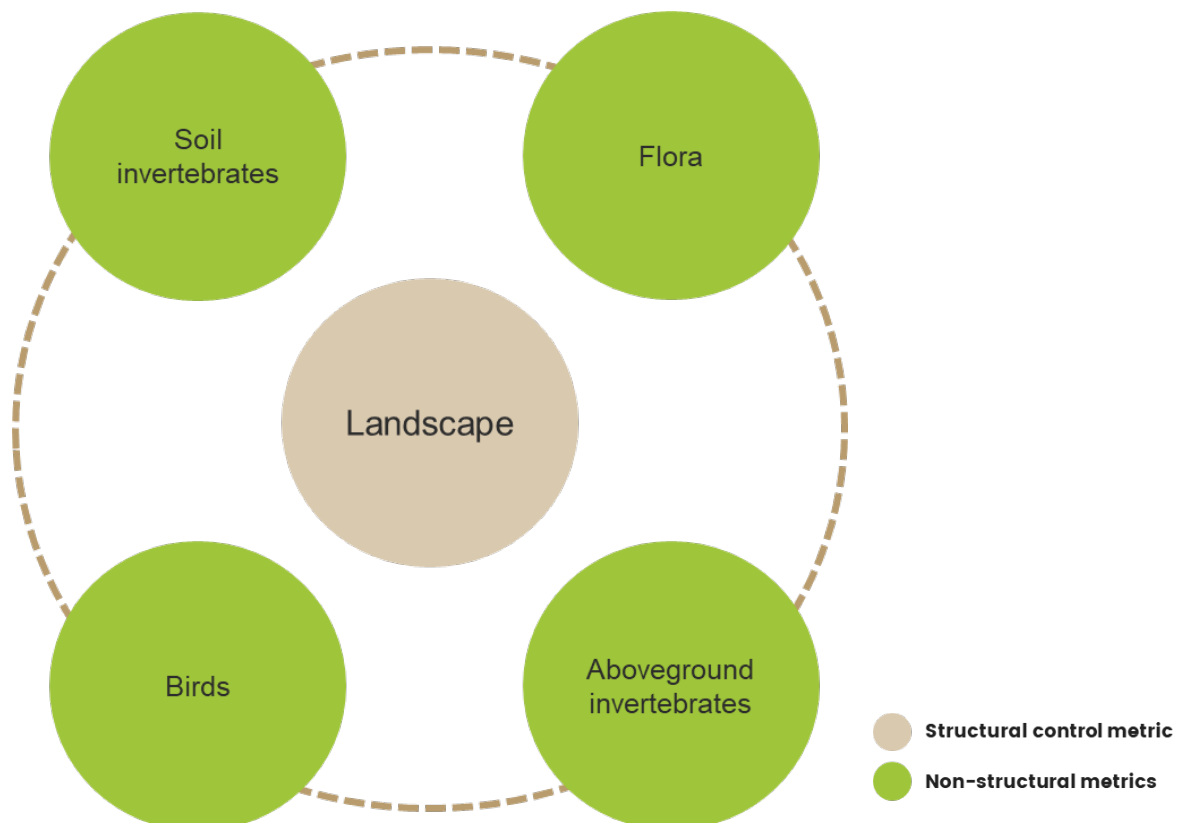 Soil
invertebrates
Flora
Landscape
Birds
Aboveground
invertebrates
Structural control metric
Non-structural metrics